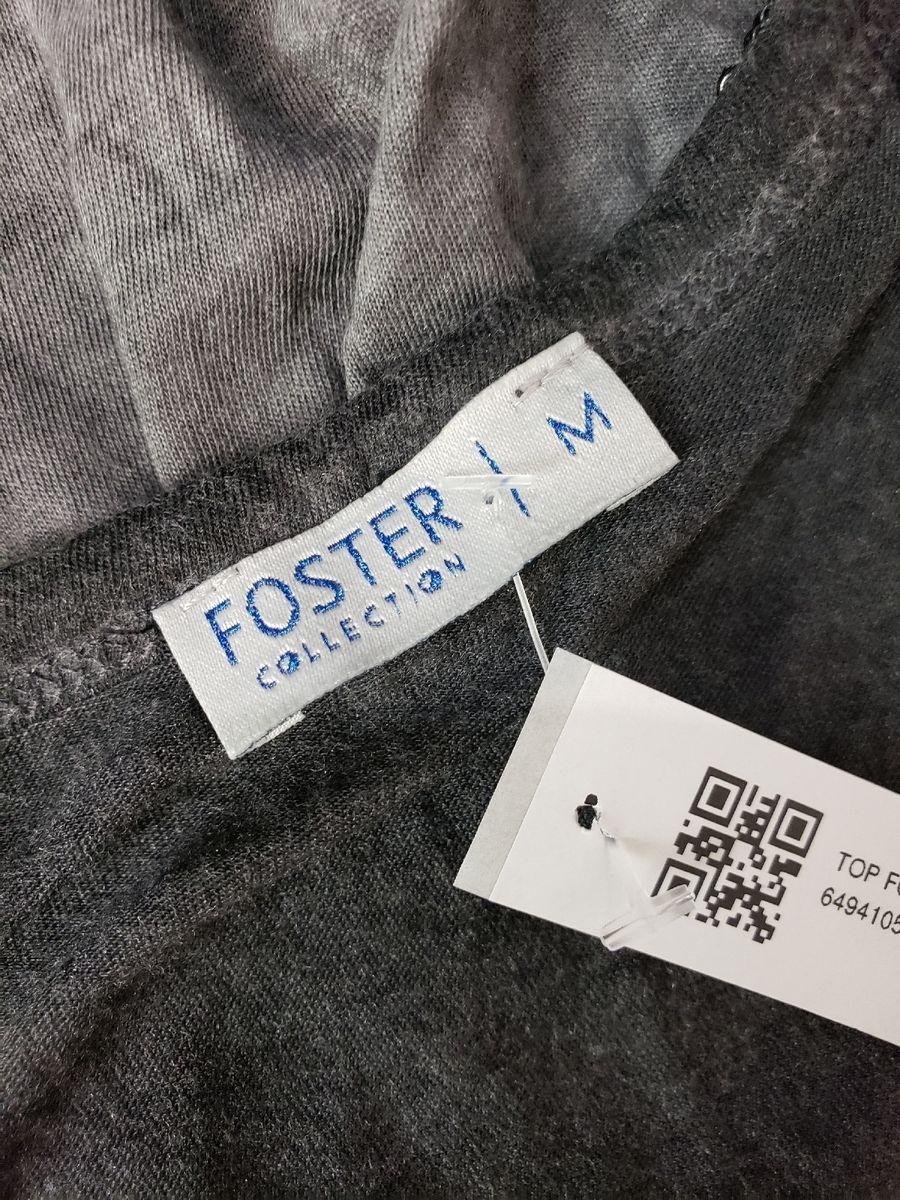 FOSTER | M
COLLECTION
TOP
6494105